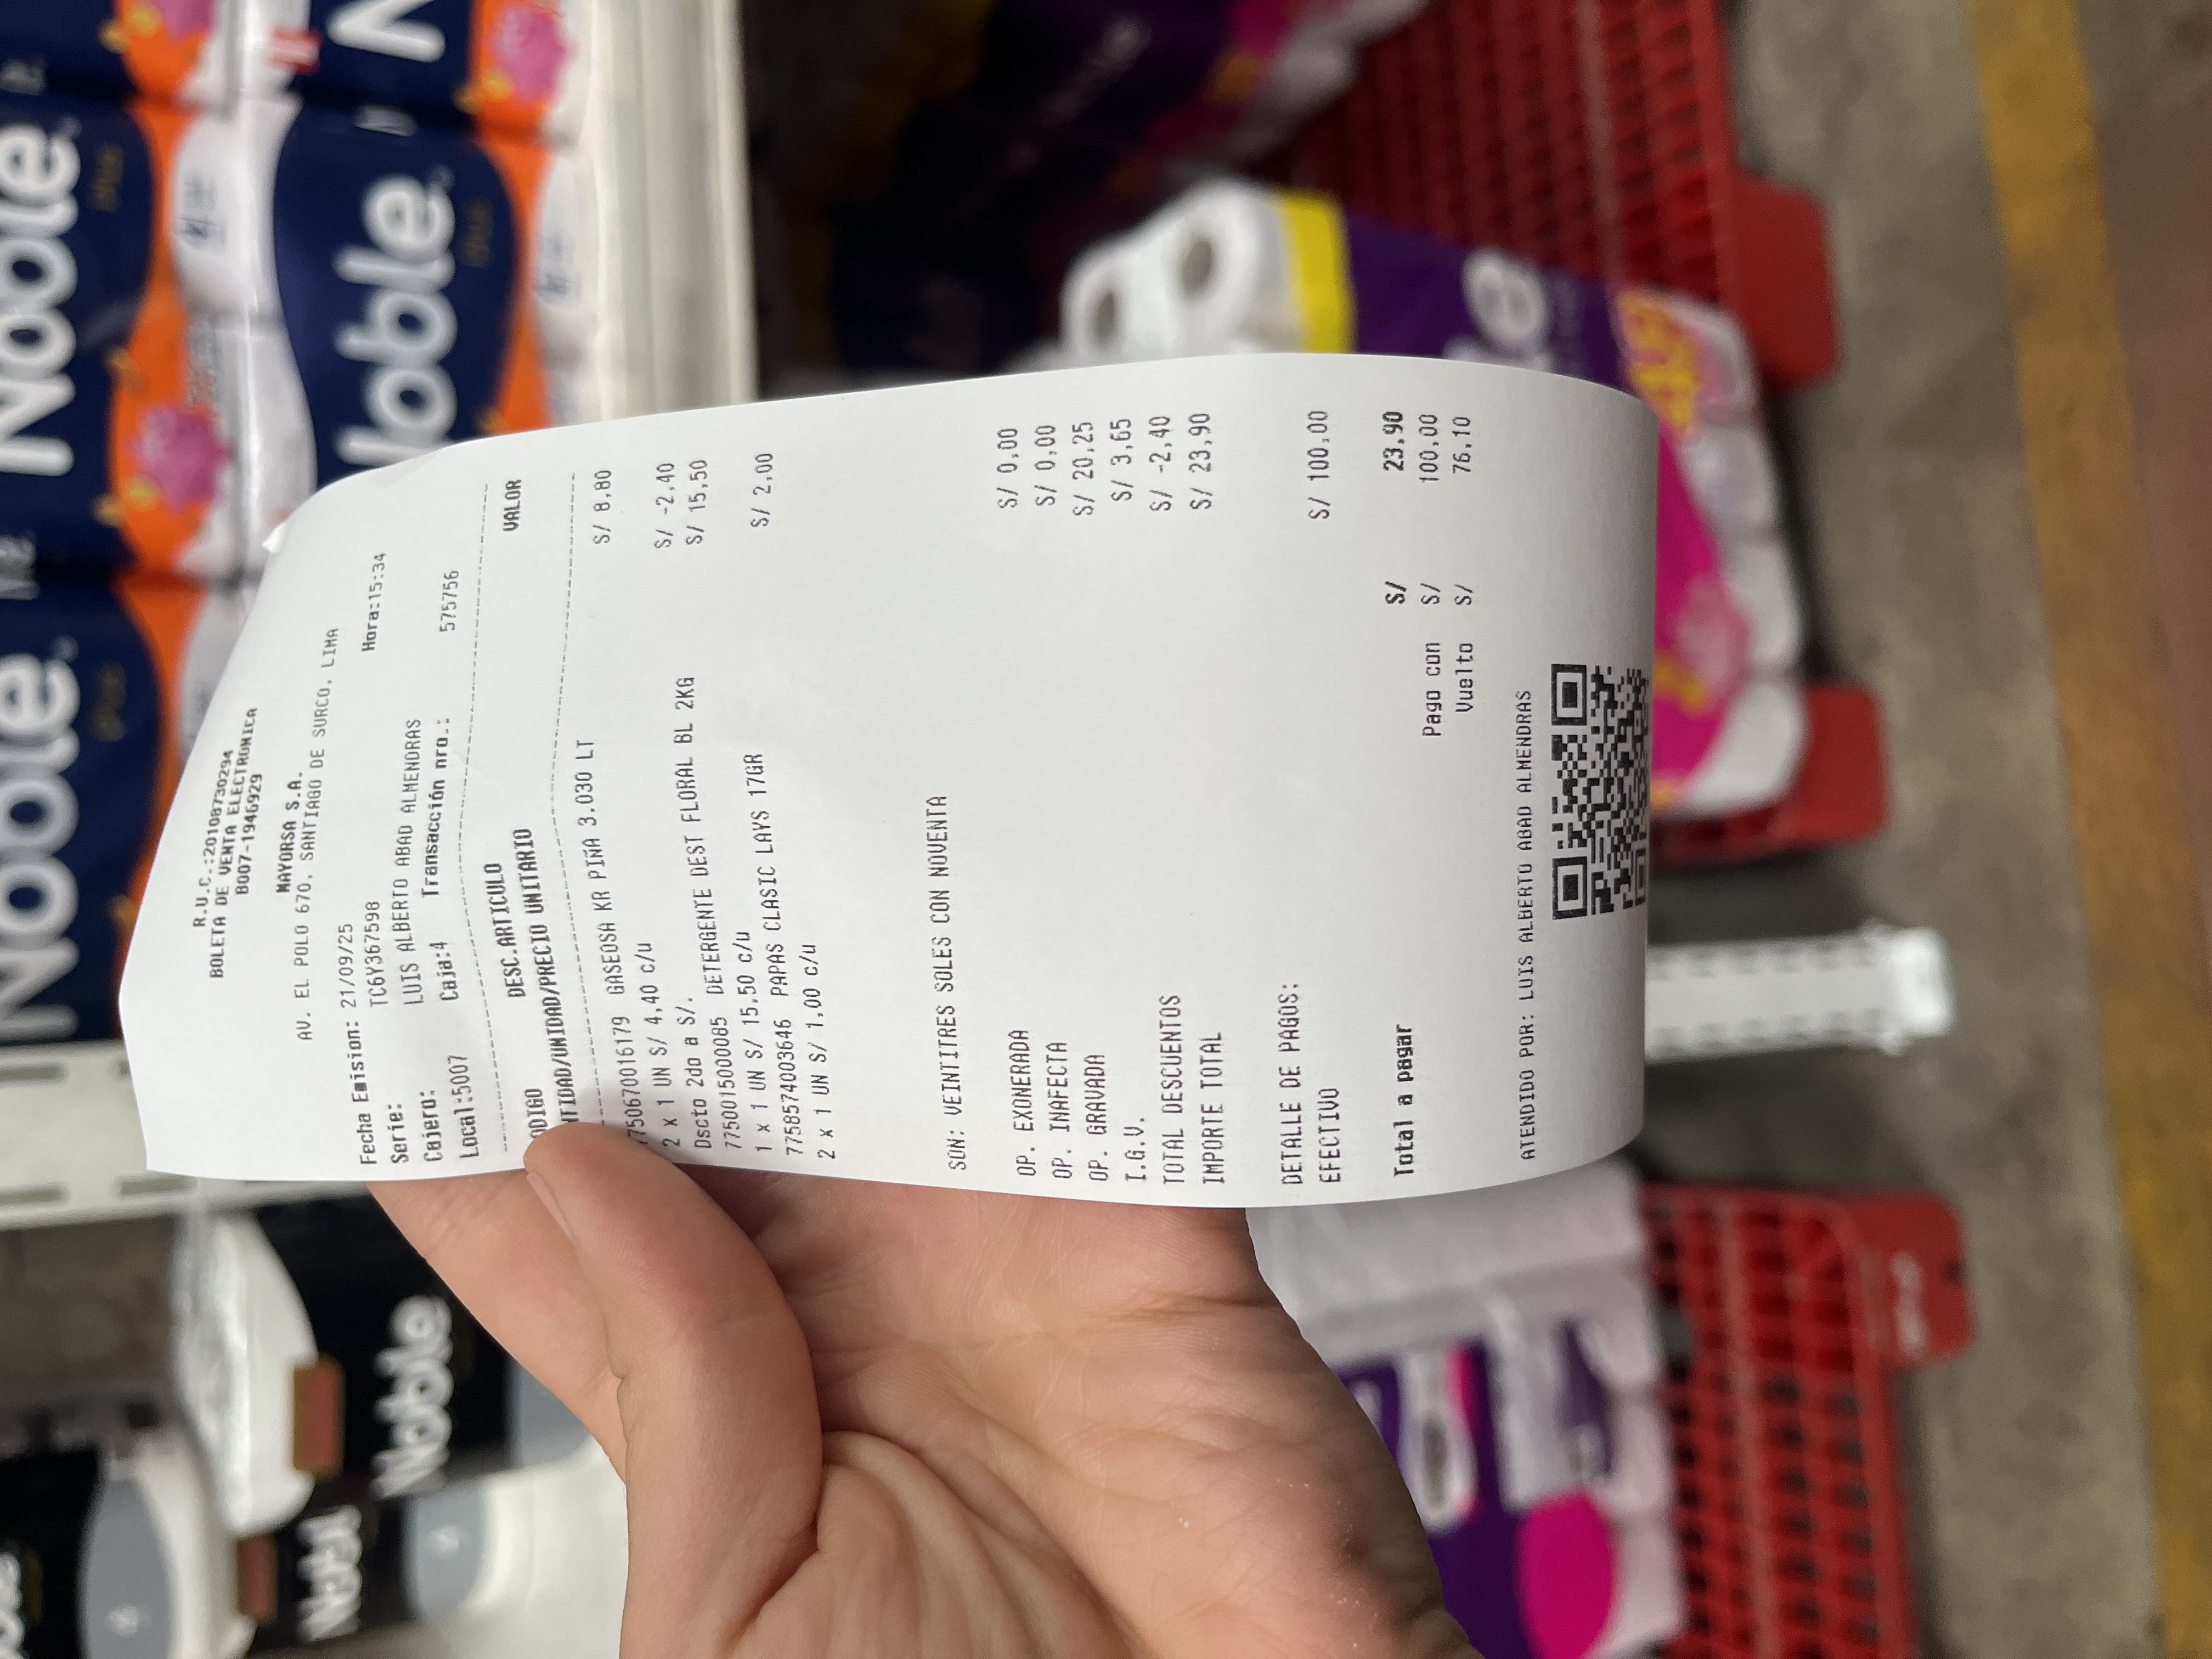 Noble
Noble
Noble
Noble
R.U.C.:20108730294
BOLETA DE VENTA ELECTRONICA
B007-1946929
MAYORSA S.A.
AV. EL POLO 670, SANTIAGO DE SURCO, LIMA
Fecha Emision: 21/09/25 Hora:15:34
Serie: TC6Y367598
Cajero: LUIS ALBERTO ABAD ALMENDRAS
Local:5007 Caja:4 Transacción nro.: 575756
ODIGO DESC.ARTICULO VALOR
NTIDAD/UNIDAD/PRECIO UNITARIO
7750670016179 GASEOSA KR PIÑA 3.030 LT S/ 8,80
2 x 1 UN S/ 4,40 c/u
Dscto 2do a S/. S/ -2,40
7750015000085 DETERGENTE DEST FLORAL BL 2KG S/ 15,50
1 x 1 UN S/ 15,50 c/u
7758574003646 PAPAS CLASIC LAYS 17GR S/ 2,00
2 x 1 UN S/ 1,00 c/u
SON: VEINTITRES SOLES CON NOVENTA
OP. EXONERADA S/ 0,00
OP. INAFECTA S/ 0,00
OP. GRAVADA S/ 20,25
I.G.V. S/ 3,65
TOTAL DESCUENTOS S/ -2,40
IMPORTE TOTAL S/ 23,90
DETALLE DE PAGOS:
EFECTIVO S/ 100,00
Total a pagar S/ 23,90
Pago con S/ 100,00
Vuelto S/ 76,10
ATENDIDO POR: LUIS ALBERTO ABAD ALMENDRAS